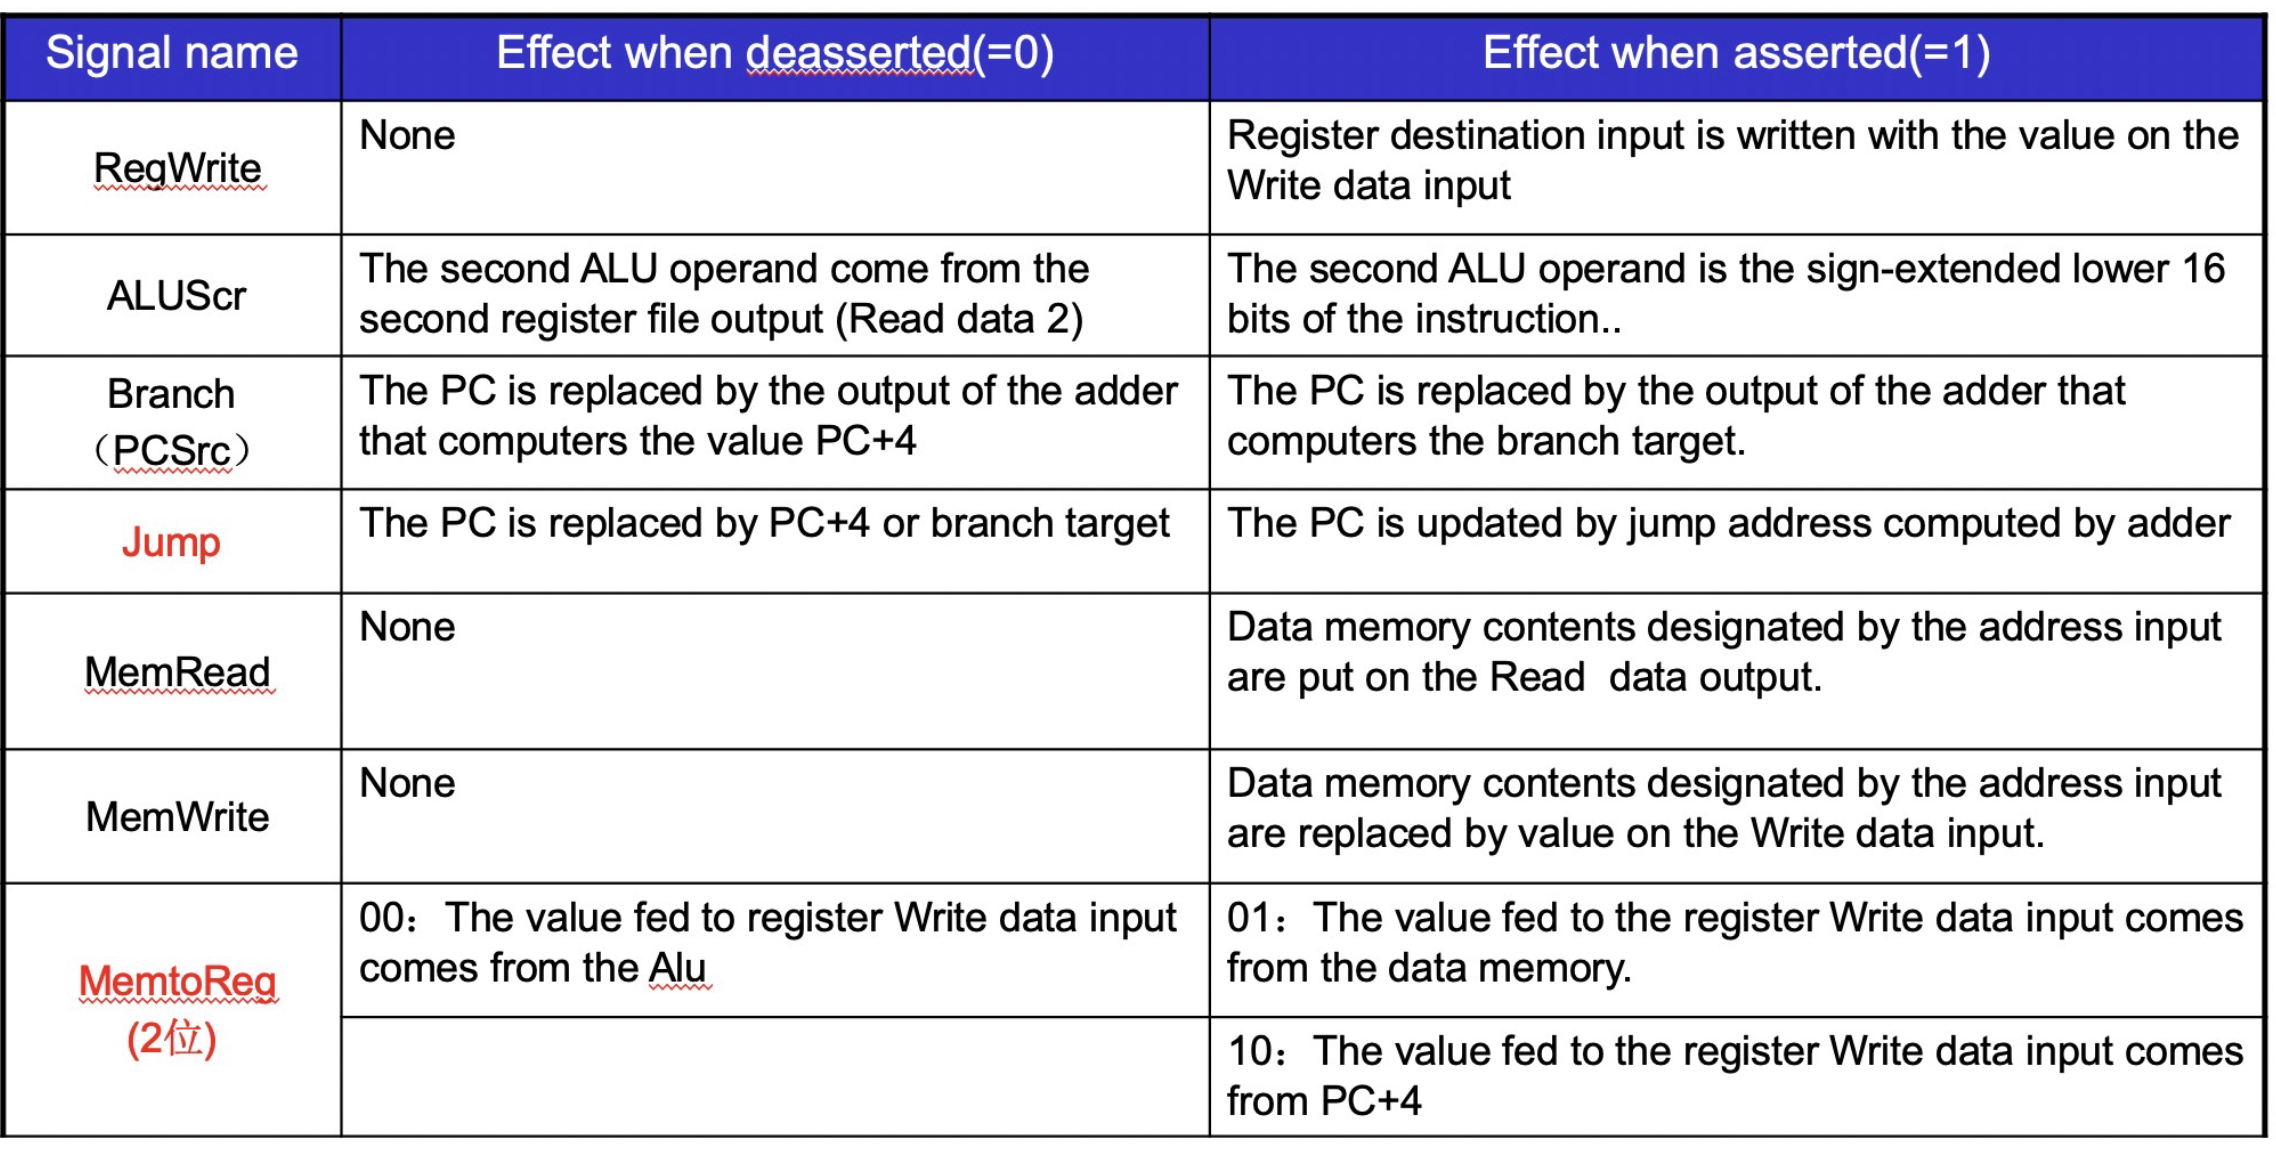 Signal name
Effect when deasserted(=0)
Effect when asserted(=1)
RegWrite
None
Register destination input is written with the value on the
Write data input
ALUScr
The second ALU operand come from the
second register file output (Read data 2)
The second ALU operand is the sign-extended lower 16
bits of the instruction..
Branch
（PCSrc）
The PC is replaced by the output of the adder
that computers the value PC+4
The PC is replaced by the output of the adder that
computers the branch target.
Jump
The PC is replaced by PC+4 or branch target
The PC is updated by jump address computed by adder
MemRead
None
Data memory contents designated by the address input
are put on the Read  data output.
MemWrite
None
Data memory contents designated by the address input
are replaced by value on the Write data input.
MemtoReg
(2位)
00：The value fed to register Write data input
comes from the Alu
01：The value fed to the register Write data input comes
from the data memory.
10：The value fed to the register Write data input comes
from PC+4